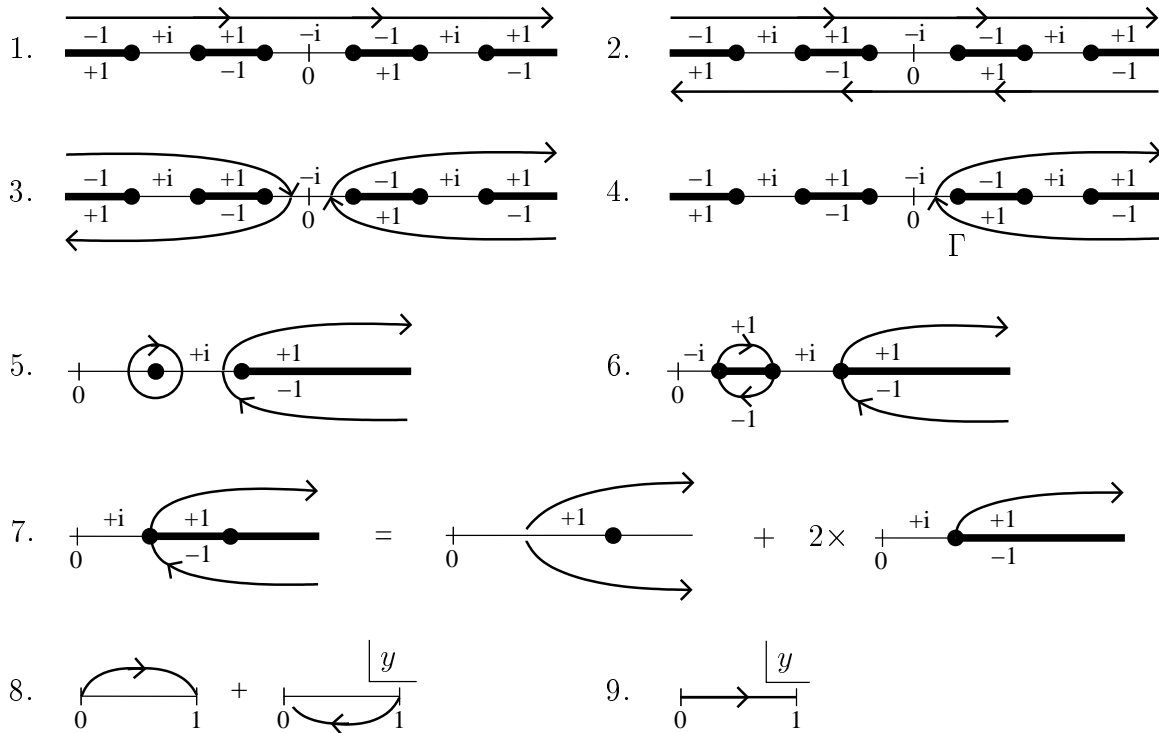 −1 +i +1 −i −1 +i +1
1.
+1 −1 0 +1 −1
−1 +i +1 −i −1 +i +1
2.
+1 −1 0 +1 −1
−1 +i +1 −i −1 +i +1
3.
+1 −1 0 +1 −1
−1 +i +1 −i −1 +i +1
4.
+1 −1 0 +1 −1
Γ
+i +1
5.
0 −1
+1
−i +i +1
6.
0 −1
−1
+i +1 +1 +i +1
7. = + 2×
0 −1 0 0 −1
y y
8. + 9.
0 1 0 1 0 1